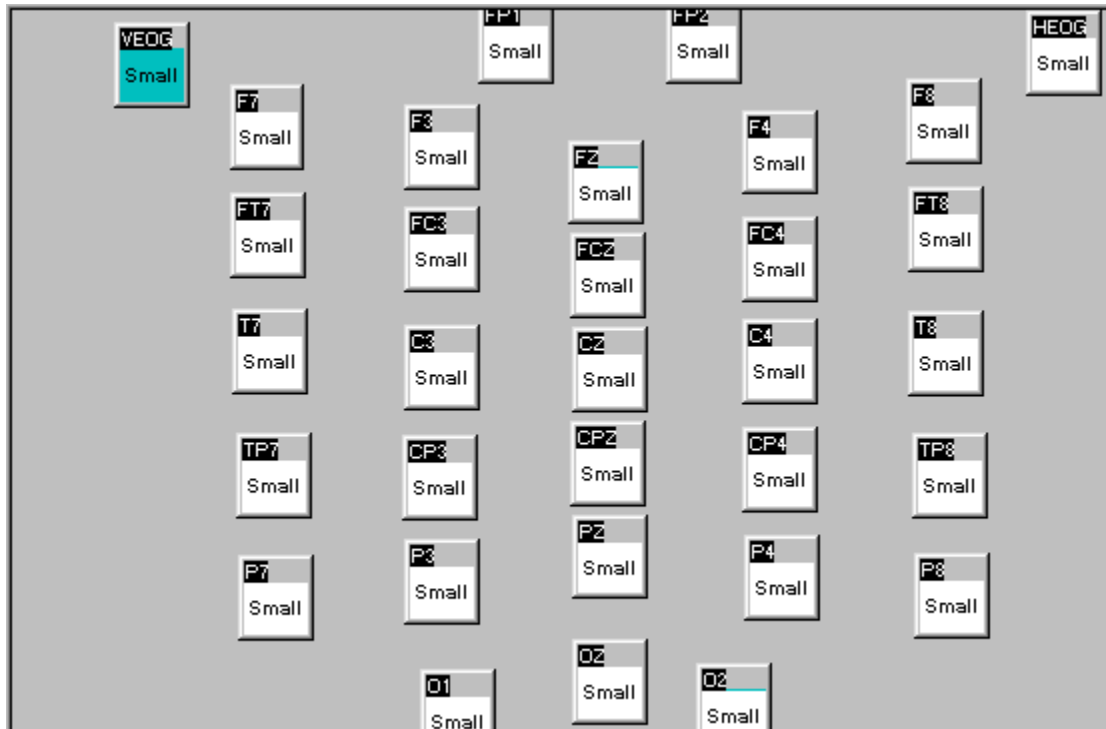 FP1
Small
FP2
Small
HEOG
Small
VEOG
Small
F7
Small
F3
Small
FZ
Small
F4
Small
F8
Small
FT7
Small
FC3
Small
FCZ
Small
FC4
Small
FT8
Small
T7
Small
C3
Small
CZ
Small
C4
Small
T8
Small
TP7
Small
CP3
Small
CPZ
Small
CP4
Small
TP8
Small
P7
Small
P3
Small
PZ
Small
P4
Small
P8
Small
O1
Small
OZ
Small
O2
Small